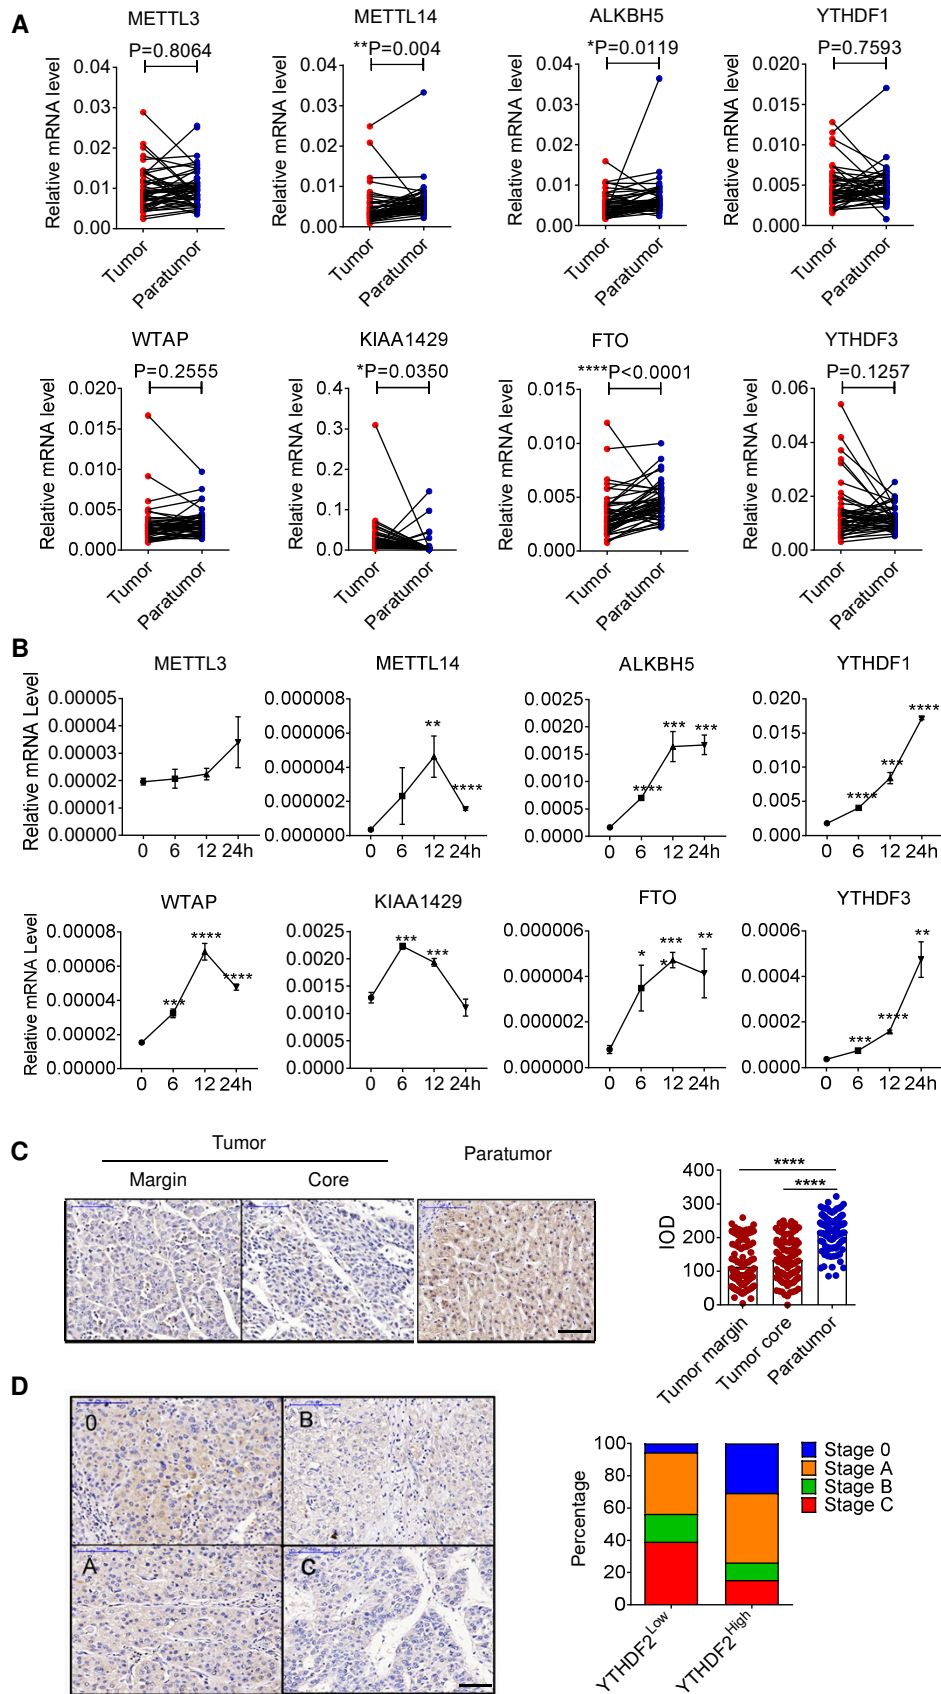 A
METTL3
P=0.8064
Relative mRNA level
0.04
0.03
0.02
0.01
0.00
Tumor
Paratumor
METTL14
**P=0.004
Relative mRNA level
0.04
0.03
0.02
0.01
0.00
Tumor
Paratumor
ALKBH5
*P=0.0119
Relative mRNA level
0.04
0.03
0.02
0.01
0.00
Tumor
Paratumor
YTHDF1
P=0.7593
Relative mRNA level
0.020
0.015
0.010
0.005
0.000
Tumor
Paratumor
WTAP
P=0.2555
Relative mRNA level
0.020
0.015
0.010
0.005
0.000
Tumor
Paratumor
KIAA1429
*P=0.0350
Relative mRNA level
0.4
0.3
0.2
0.1
0.0
Tumor
Paratumor
FTO
****P<0.0001
Relative mRNA level
0.015
0.010
0.005
0.000
Tumor
Paratumor
YTHDF3
P=0.1257
Relative mRNA level
0.06
0.04
0.02
0.00
Tumor
Paratumor
B
METTL3
Relative mRNA Level
0.00005
0.00004
0.00003
0.00002
0.00001
0.00000
0 6 12 24h
METTL14
0.000008
0.000006
0.000004
0.000002
0.000000
**
****
0 6 12 24h
ALKBH5
0.0025
0.0020
0.0015
0.0010
0.0005
0.0000
****
***
***
0 6 12 24h
YTHDF1
0.020
0.015
0.010
0.005
0.000
****
***
****
0 6 12 24h
WTAP
Relative mRNA Level
0.00008
0.00006
0.00004
0.00002
0.00000
***
****
****
0 6 12 24h
KIAA1429
0.0025
0.0020
0.0015
0.0010
0.0005
0.0000
***
***
0 6 12 24h
FTO
0.000006
0.000004
0.000002
0.000000
*
***
*
**
0 6 12 24h
YTHDF3
0.0006
0.0004
0.0002
0.0000
***
****
**
0 6 12 24h
C
Tumor
Margin
Core
Paratumor
IOD
400
300
200
100
0
****
****
Tumor margin
Tumor core
Paratumor
D
0
B
A
C
Percentage
100
80
60
40
20
0
YTHDF2Low
YTHDF2High
Stage 0
Stage A
Stage B
Stage C